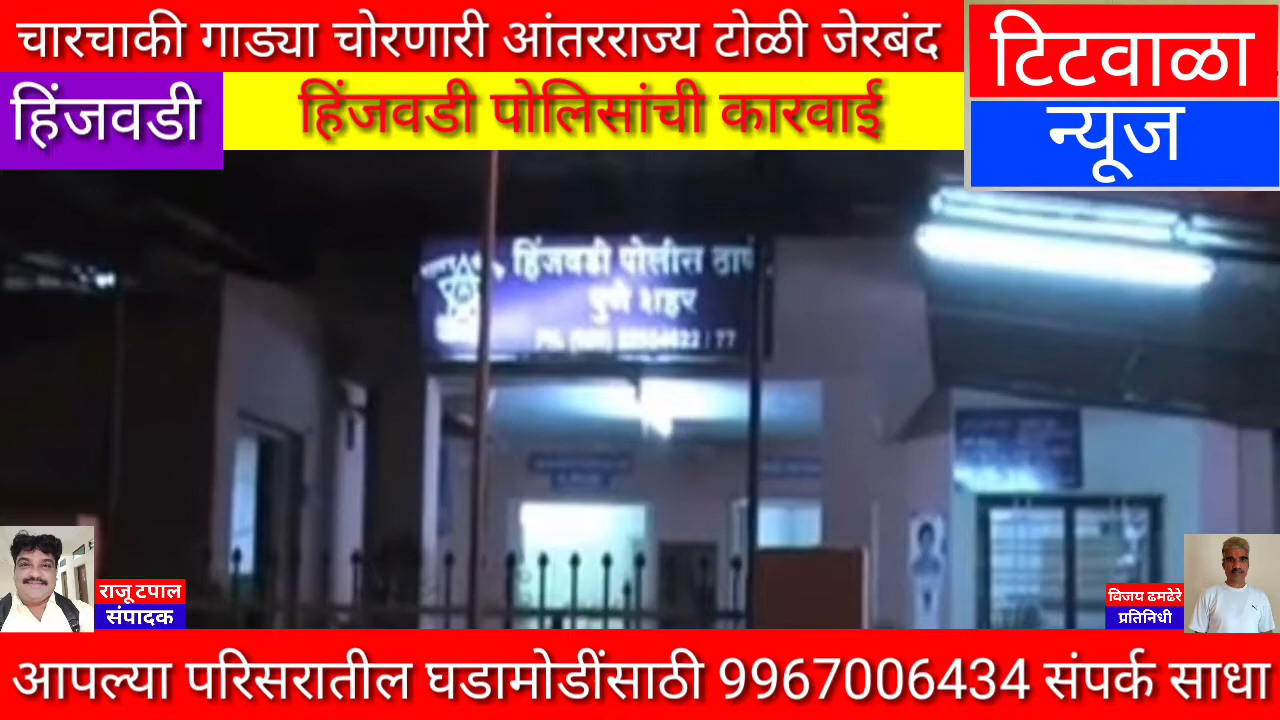 चारचाकी गाड्या चोरणारी आंतरराज्य टोळी जेरबंद
टिटवाळा
न्यूज
हिंजवडी
हिंजवडी पोलिसांची कारवाई
हिंजवडी पोलीस
पुणे शहर
राजू टपाल
संपादक
विजय ढमढेरे
प्रतिनिधी
आपल्या परिसरातील घडामोडींसाठी 9967006434 संपर्क साधा